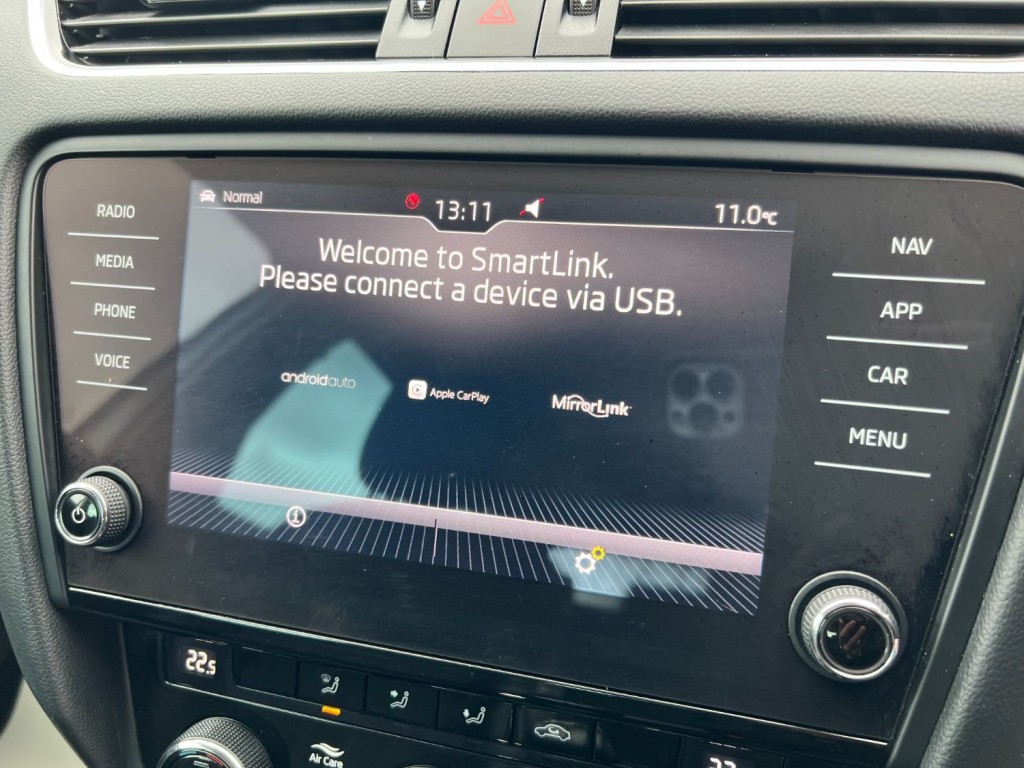 Normal
13:11
11.0°C
Welcome to SmartLink.
Please connect a device via USB.
androidauto
Apple CarPlay
MirrorLink
RADIO
MEDIA
PHONE
VOICE
NAV
APP
CAR
MENU
22.5
Air Care